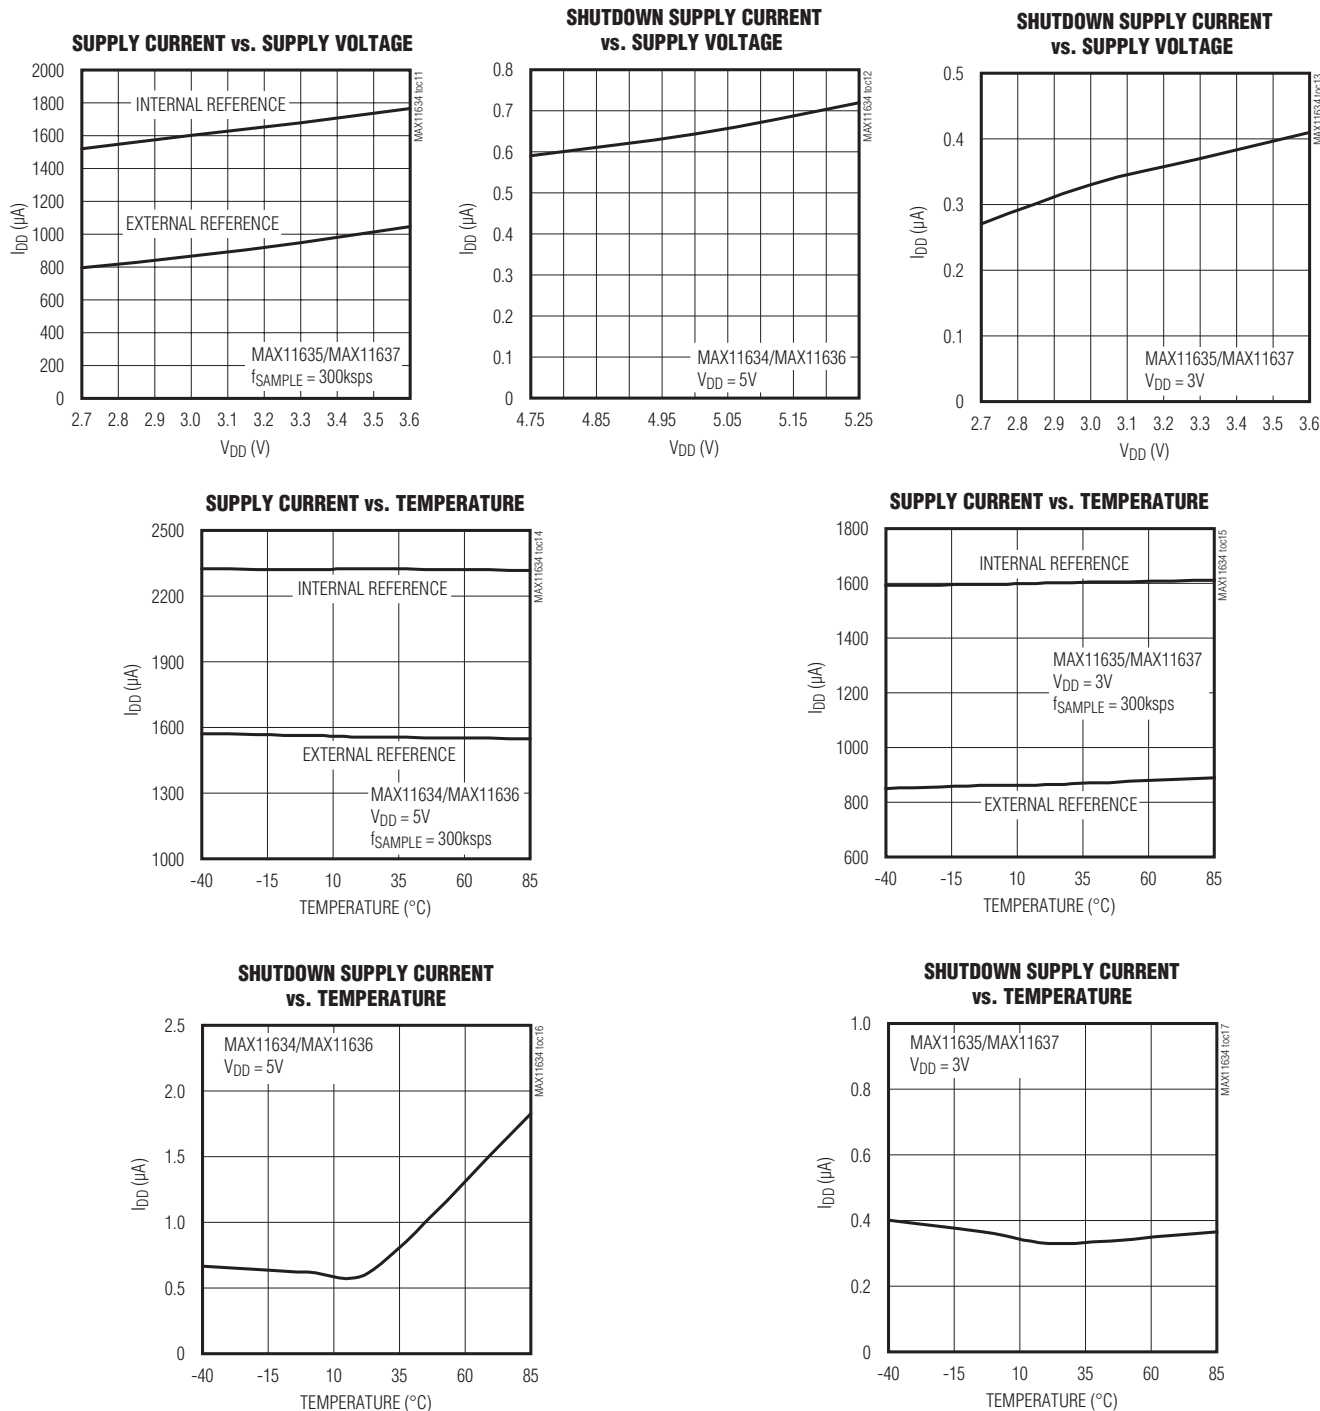 SUPPLY CURRENT vs. SUPPLY VOLTAGE
MAX11634 toc11
2000
1800
1600
1400
1200
1000
800
600
400
200
0
IDD (µA)
INTERNAL REFERENCE
EXTERNAL REFERENCE
MAX11635/MAX11637
fSAMPLE = 300ksps
2.7 2.8 2.9 3.0 3.1 3.2 3.3 3.4 3.5 3.6
VDD (V)
SHUTDOWN SUPPLY CURRENT
vs. SUPPLY VOLTAGE
MAX11634 toc12
0.8
0.7
0.6
0.5
0.4
0.3
0.2
0.1
0
IDD (µA)
MAX11634/MAX11636
VDD = 5V
4.75 4.85 4.95 5.05 5.15 5.25
VDD (V)
SHUTDOWN SUPPLY CURRENT
vs. SUPPLY VOLTAGE
MAX11634 toc13
0.5
0.4
0.3
0.2
0.1
0
IDD (µA)
MAX11635/MAX11637
VDD = 3V
2.7 2.8 2.9 3.0 3.1 3.2 3.3 3.4 3.5 3.6
VDD (V)
SUPPLY CURRENT vs. TEMPERATURE
MAX11634 toc14
2500
2200
1900
1600
1300
1000
IDD (µA)
INTERNAL REFERENCE
EXTERNAL REFERENCE
MAX11634/MAX11636
VDD = 5V
fSAMPLE = 300ksps
-40 -15 10 35 60 85
TEMPERATURE (°C)
SUPPLY CURRENT vs. TEMPERATURE
MAX11634 toc15
1800
1600
1400
1200
1000
800
600
IDD (µA)
INTERNAL REFERENCE
MAX11635/MAX11637
VDD = 3V
fSAMPLE = 300ksps
EXTERNAL REFERENCE
-40 -15 10 35 60 85
TEMPERATURE (°C)
SHUTDOWN SUPPLY CURRENT
vs. TEMPERATURE
MAX11634 toc16
2.5
2.0
1.5
1.0
0.5
0
IDD (µA)
MAX11634/MAX11636
VDD = 5V
-40 -15 10 35 60 85
TEMPERATURE (°C)
SHUTDOWN SUPPLY CURRENT
vs. TEMPERATURE
MAX11634 toc17
1.0
0.8
0.6
0.4
0.2
0
IDD (µA)
MAX11635/MAX11637
VDD = 3V
-40 -15 10 35 60 85
TEMPERATURE (°C)